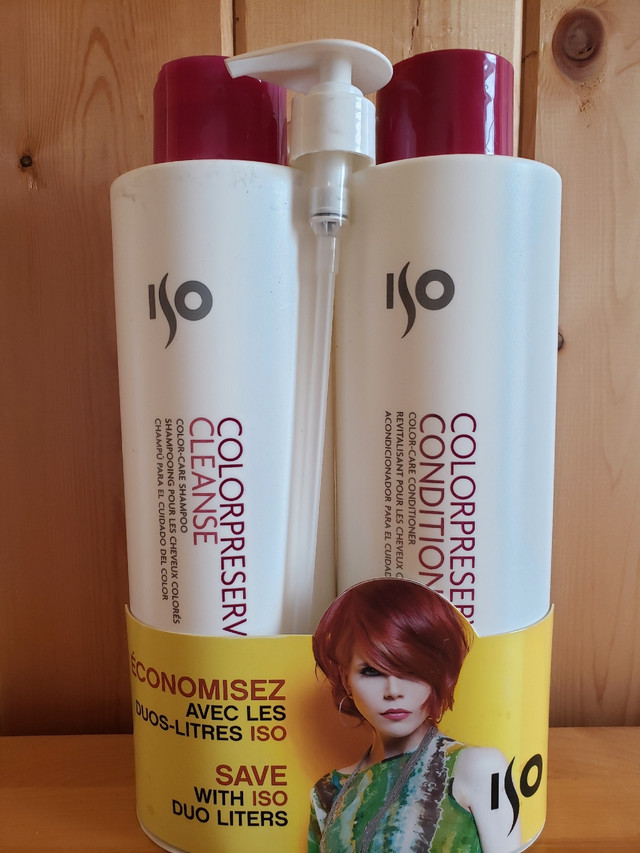 ISO
COLORPRESERV
CLEANSE
COLOR-CARE SHAMPOO
SHAMPOOING POUR LES CHEVEUX COLORÉS
CHAMPÚ PARA EL CUIDADO DEL COLOR
ISO
COLORPRESERV
CONDITION
COLOR-CARE CONDITIONER
REVITALISANT POUR LES CHEVEUX C
ACONDICIONADOR PARA EL CUIDAD
ÉCONOMISEZ
AVEC LES
DUOS-LITRES ISO
SAVE
WITH ISO
DUO LITERS
ISO